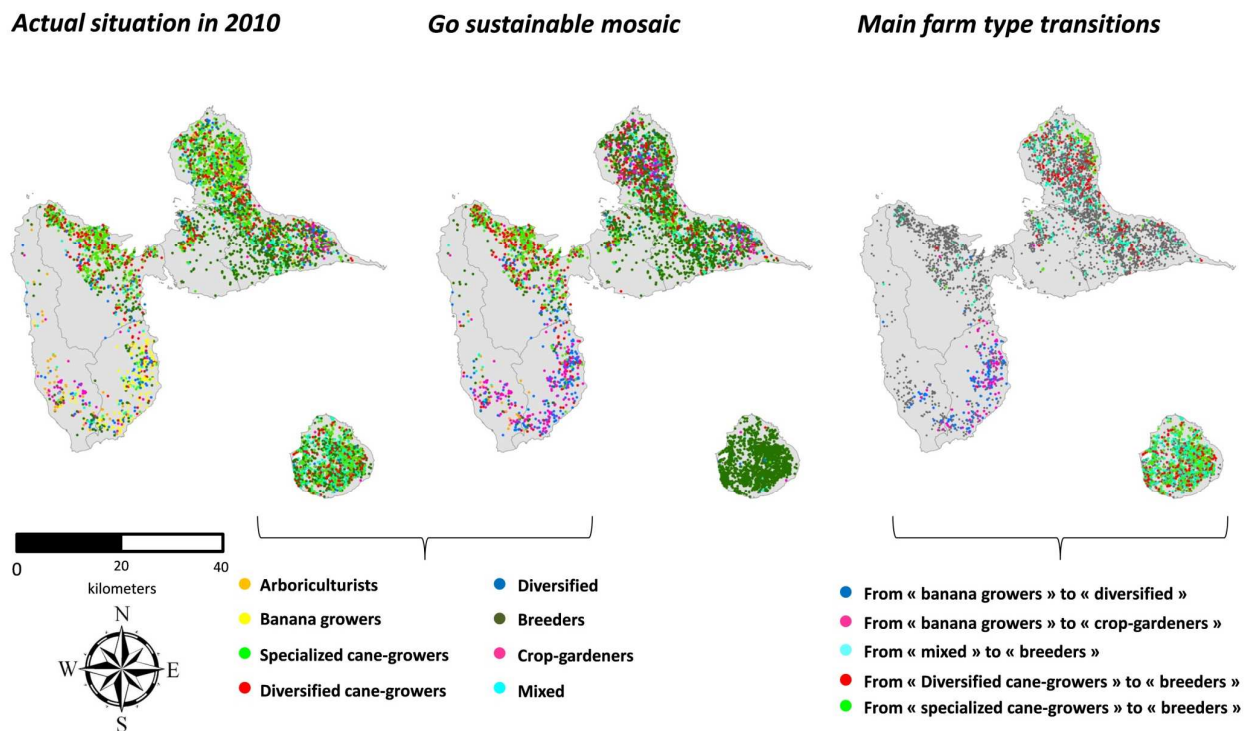 Actual situation in 2010
Go sustainable mosaic
Main farm type transitions
0
20
40
kilometers
N
W
E
S
Arboriculturists
Banana growers
Specialized cane-growers
Diversified cane-growers
Diversified
Breeders
Crop-gardeners
Mixed
From « banana growers » to « diversified »
From « banana growers » to « crop-gardeners »
From « mixed » to « breeders »
From « Diversified cane-growers » to « breeders »
From « specialized cane-growers » to « breeders »